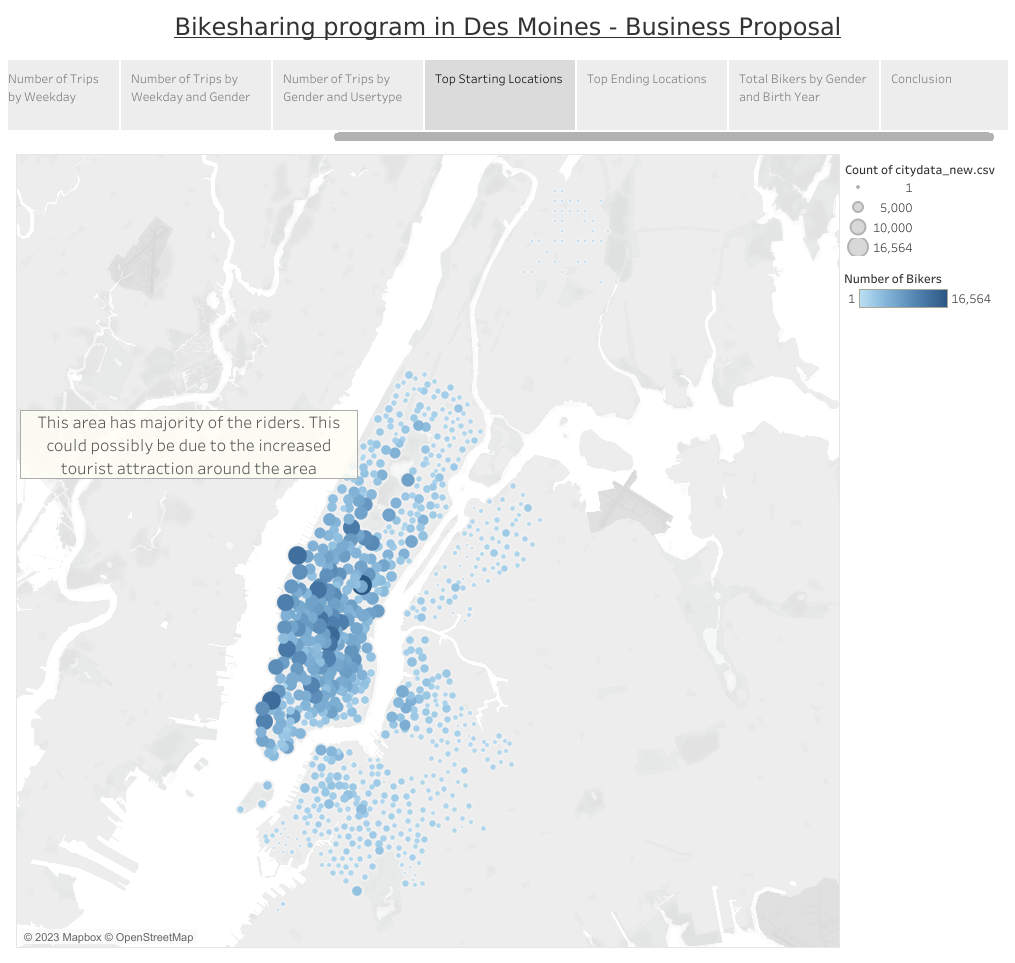 Bikesharing program in Des Moines - Business Proposal
Number of Trips
by Weekday
Number of Trips by
Weekday and Gender
Number of Trips by
Gender and Usertype
Top Starting Locations
Top Ending Locations
Total Bikers by Gender
and Birth Year
Conclusion
Count of citydata_new.csv
1
5,000
10,000
16,564
Number of Bikers
1 16,564
This area has majority of the riders. This
could possibly be due to the increased
tourist attraction around the area
© 2023 Mapbox © OpenStreetMap